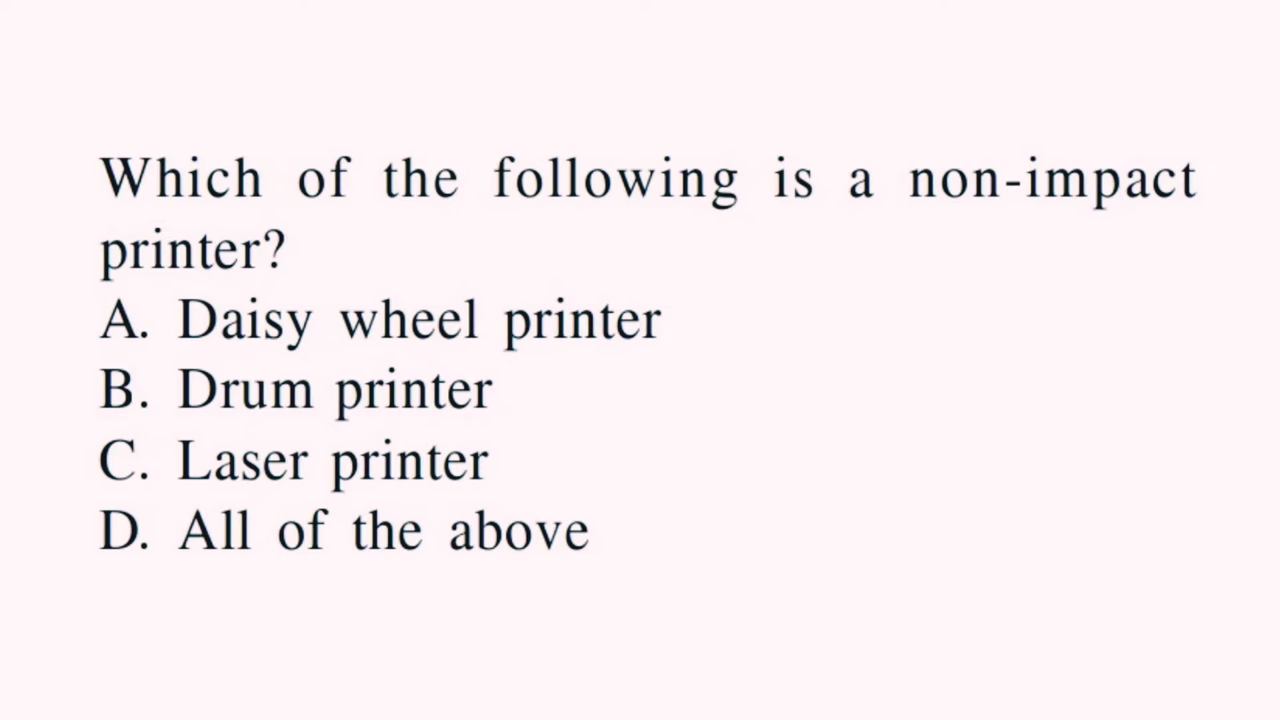 Which of the following is a non-impact
printer?
A. Daisy wheel printer
B. Drum printer
C. Laser printer
D. All of the above